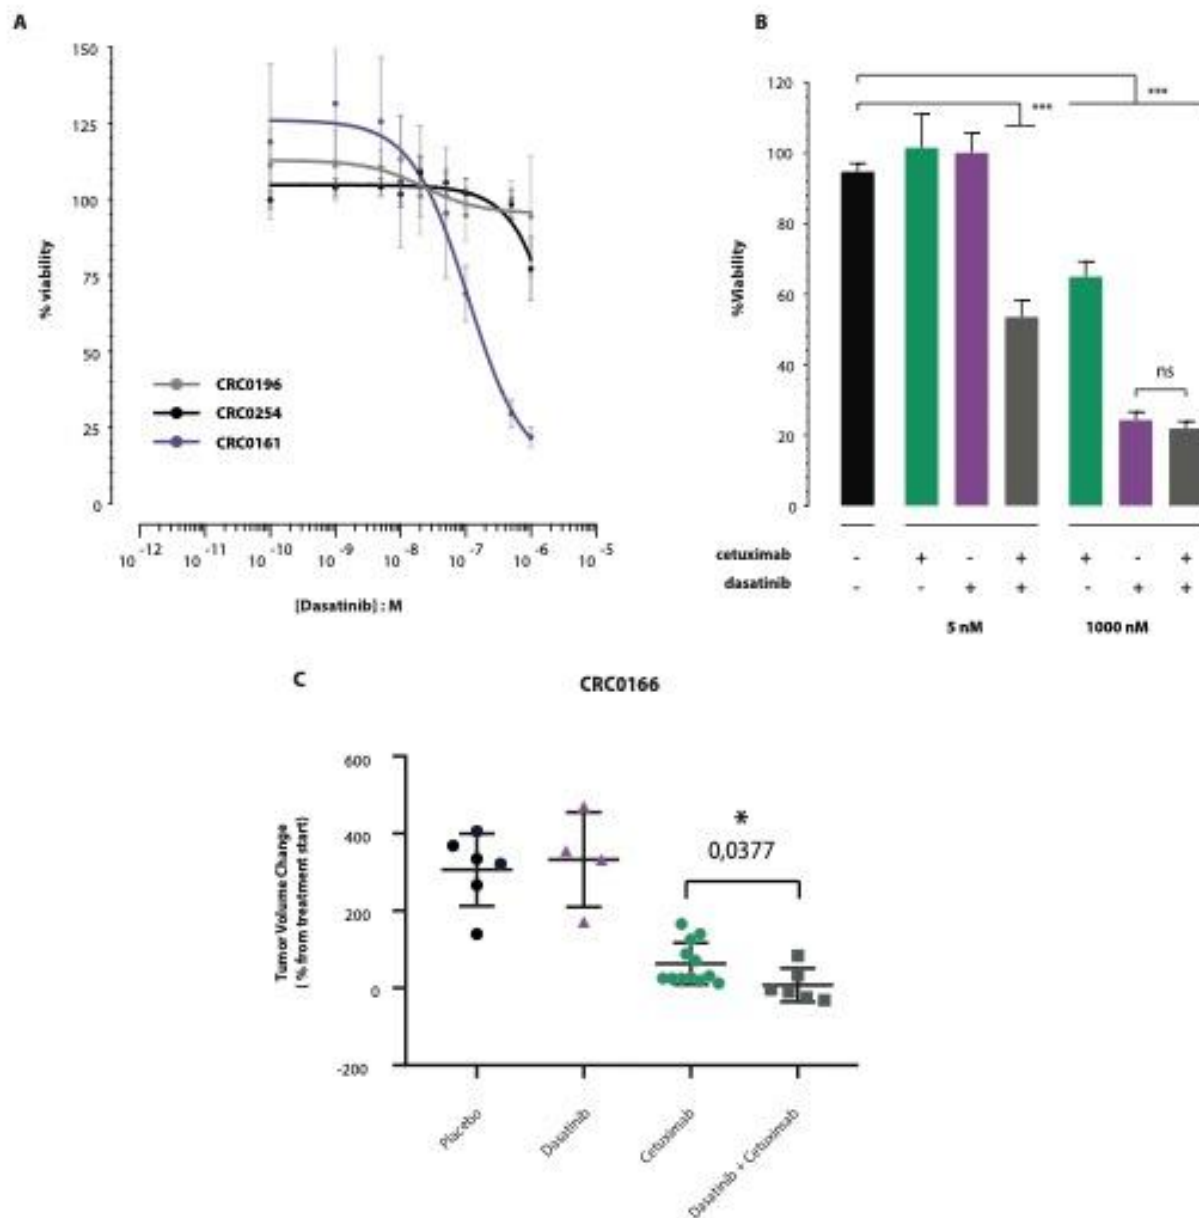 A
150
125
100
75
50
25
0
% viability
CRC0196
CRC0254
CRC0161
10-12 10-11 10-10 10-9 10-8 10-7 10-6 10-5
[Dasatinib] : M
B
120
100
80
60
40
20
0
%Viability
***
***
ns
cetuximab - + - + + - +
dasatinib - - + + - + +
5 nM 1000 nM
C
CRC0166
600
400
200
0
-200
Tumor Volume Change
( % from treatment start)
*
0,0377
Placebo
Dasatinib
Cetuximab
Dasatinib + Cetuximab